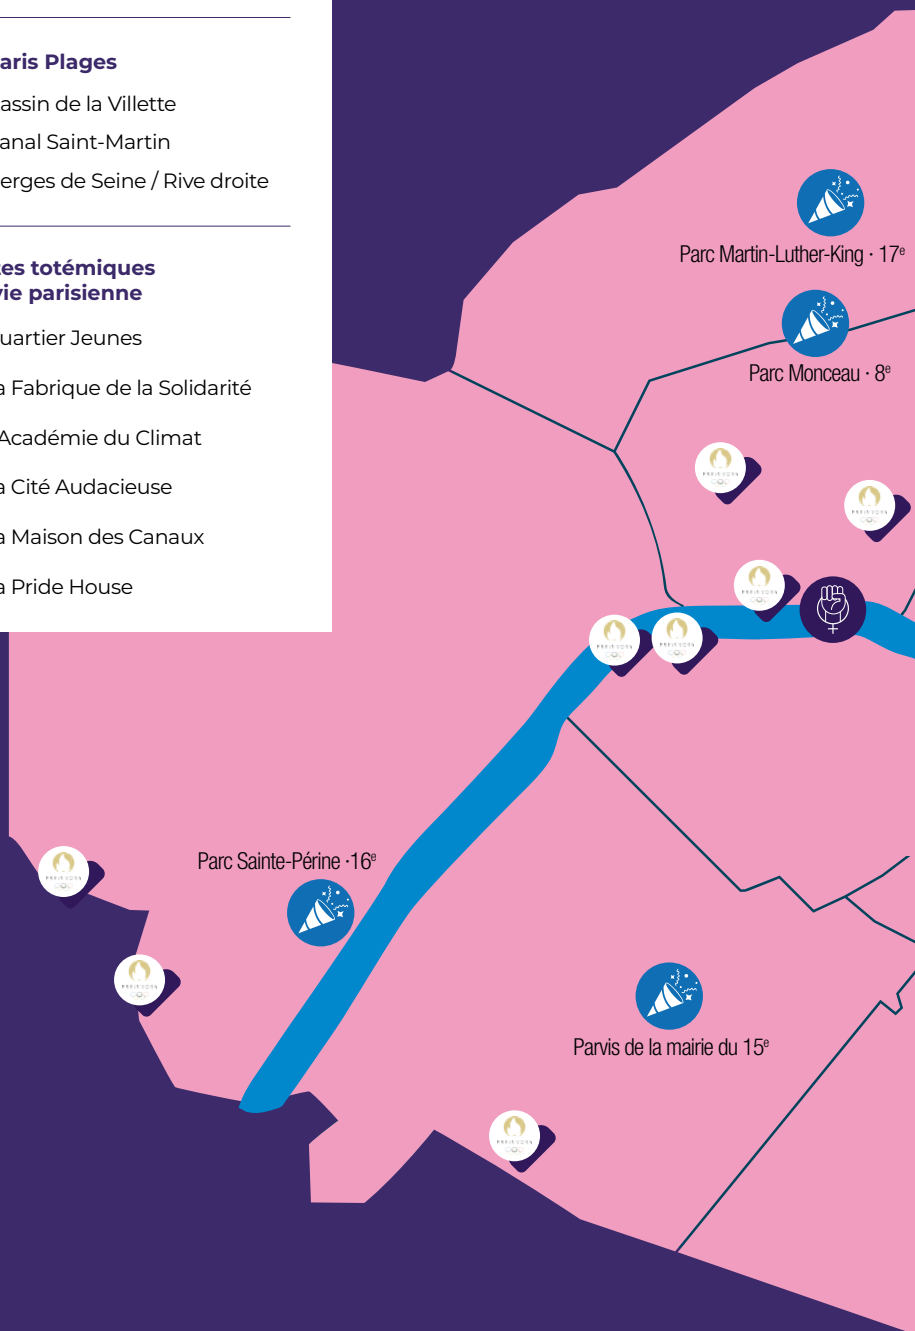 aris Plages
assin de la Villette
anal Saint-Martin
erges de Seine / Rive droite
tes totémiques
vie parisienne
uartier Jeunes
a Fabrique de la Solidarité
Académie du Climat
a Cité Audacieuse
a Maison des Canaux
a Pride House
Parc Martin-Luther-King · 17e
Parc Monceau · 8e
Parc Sainte-Périne ·16e
Parvis de la mairie du 15e